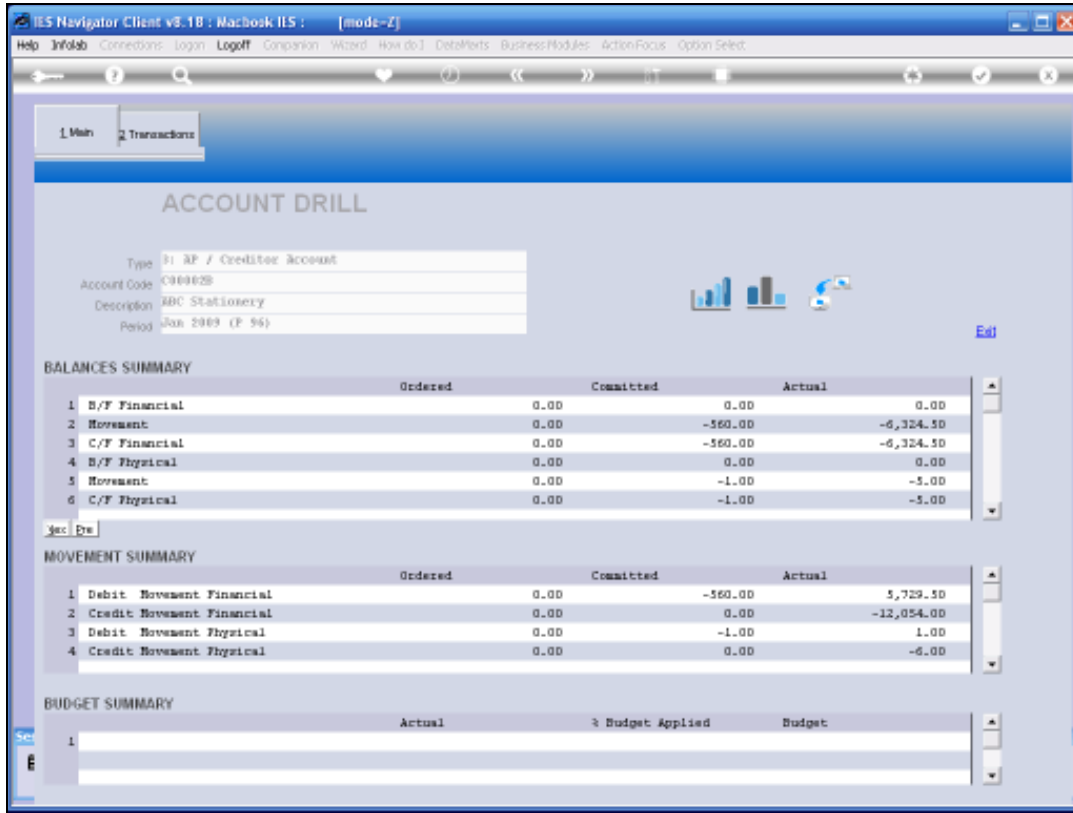 IES Navigator Client v8.18 : Macbook IES : [mode-Z]
Help Infolab Connections Logon Logoff Companion Wizard How do I DataMarts Business Modules Action Focus Option Select
1 Main 2 Transactions
ACCOUNT DRILL
Type 3: AP / Creditor Account
Account Code C00002B
Description ABC Stationery
Period Jan 2009 (P 96)
Exit
BALANCES SUMMARY
Ordered Committed Actual
1 B/F Financial 0.00 0.00 0.00
2 Movement 0.00 -560.00 -6,324.50
3 C/F Financial 0.00 -560.00 -6,324.50
4 B/F Physical 0.00 0.00 0.00
5 Movement 0.00 -1.00 -5.00
6 C/F Physical 0.00 -1.00 -5.00
Nex Pre
MOVEMENT SUMMARY
Ordered Committed Actual
1 Debit Movement Financial 0.00 -560.00 5,729.50
2 Credit Movement Financial 0.00 0.00 -12,054.00
3 Debit Movement Physical 0.00 -1.00 1.00
4 Credit Movement Physical 0.00 0.00 -6.00
BUDGET SUMMARY
Actual % Budget Applied Budget
1